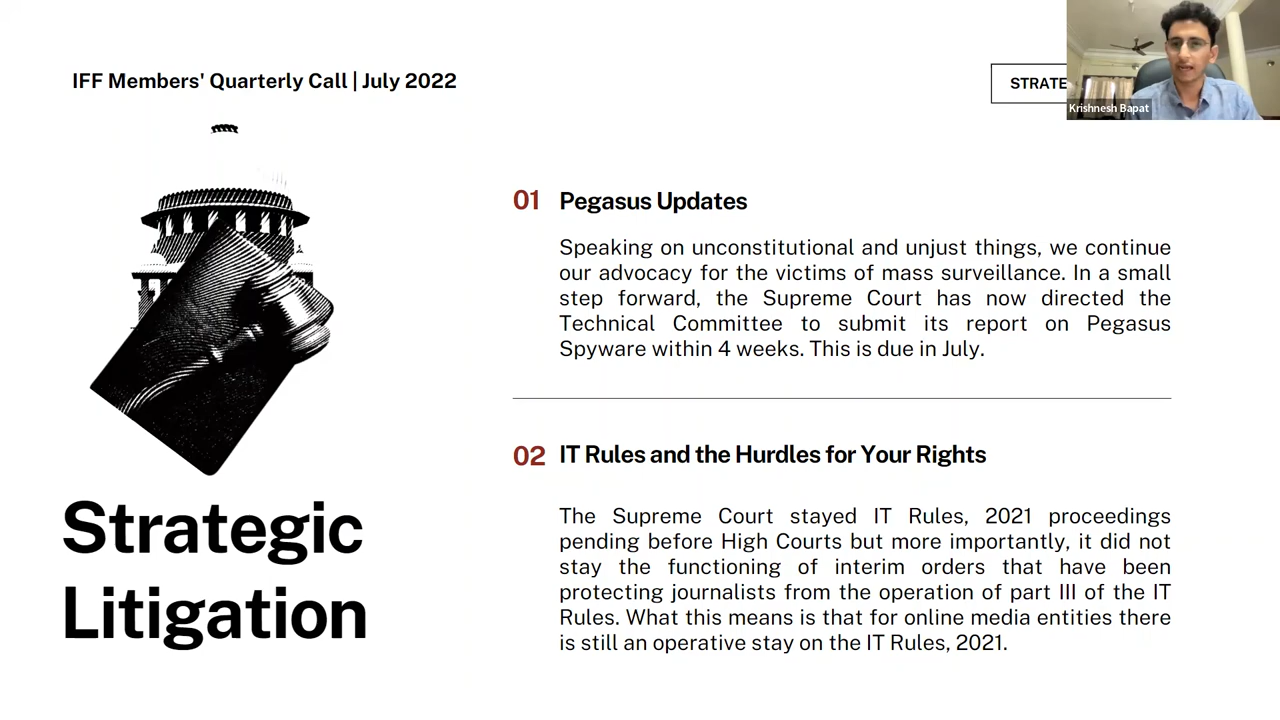 IFF Members' Quarterly Call | July 2022
STRATE
Krishnesh Bapat
01 Pegasus Updates
Speaking on unconstitutional and unjust things, we continue
our advocacy for the victims of mass surveillance. In a small
step forward, the Supreme Court has now directed the
Technical Committee to submit its report on Pegasus
Spyware within 4 weeks. This is due in July.
02 IT Rules and the Hurdles for Your Rights
The Supreme Court stayed IT Rules, 2021 proceedings
pending before High Courts but more importantly, it did not
stay the functioning of interim orders that have been
protecting journalists from the operation of part III of the IT
Rules. What this means is that for online media entities there
is still an operative stay on the IT Rules, 2021.
Strategic
Litigation